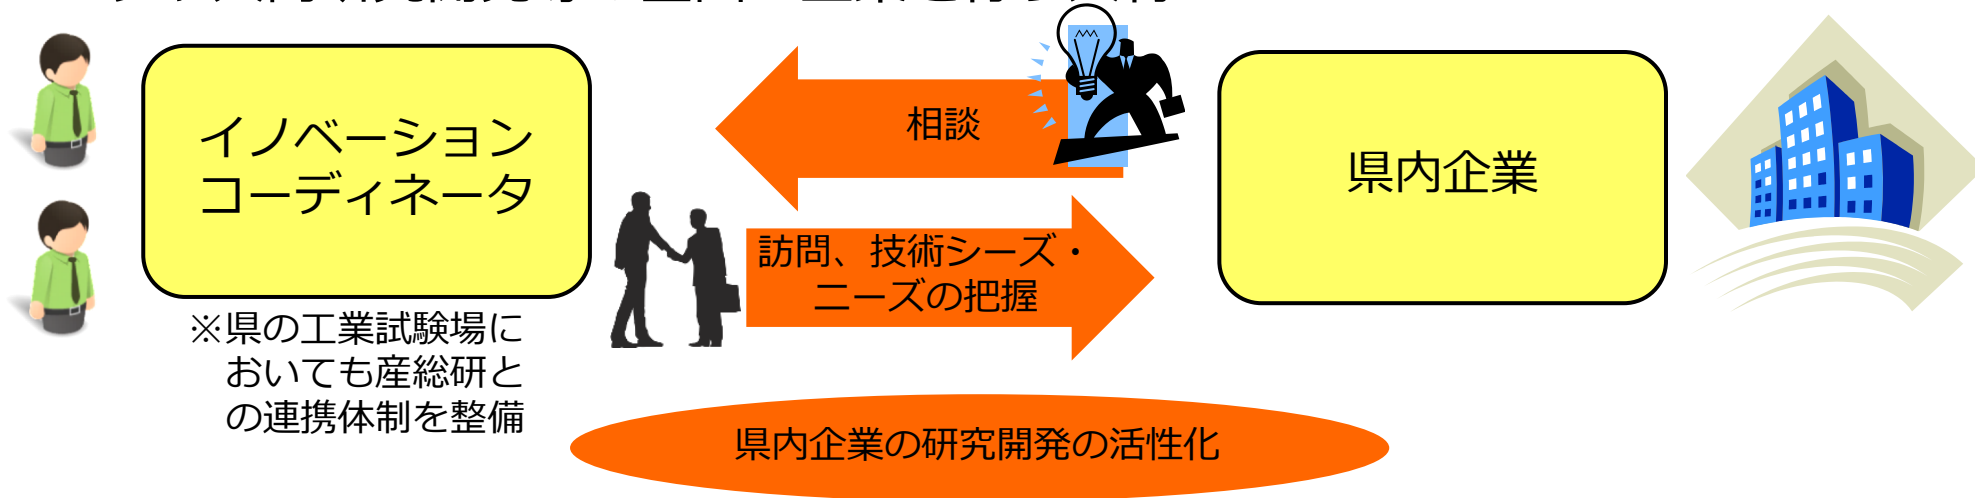 イノベーション
コーディネータ
相談
県内企業
訪問、技術シーズ・
ニーズの把握
※県の工業試験場に
おいても産総研と
の連携体制を整備
県内企業の研究開発の活性化